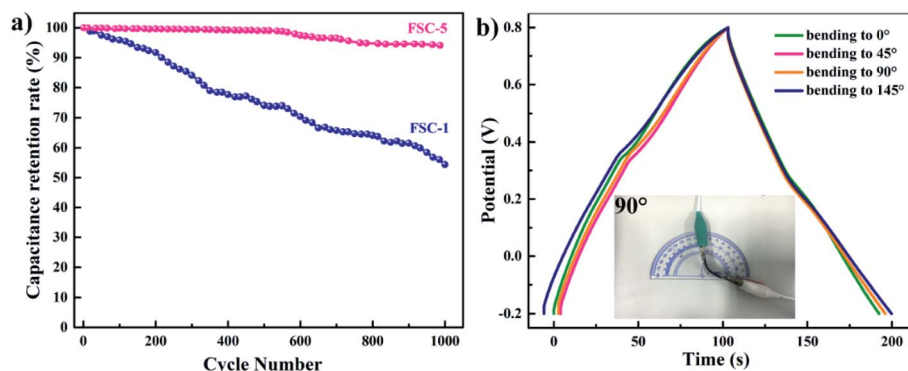 a)
100
90
80
70
60
50
40
30
20
10
0
Capacitance retention rate (%)
FSC-5
FSC-1
0
200
400
600
800
1000
Cycle Number
b)
0.8
0.6
0.4
0.2
0.0
-0.2
Potential (V)
bending to 0°
bending to 45°
bending to 90°
bending to 145°
90°
0
50
100
150
200
Time (s)